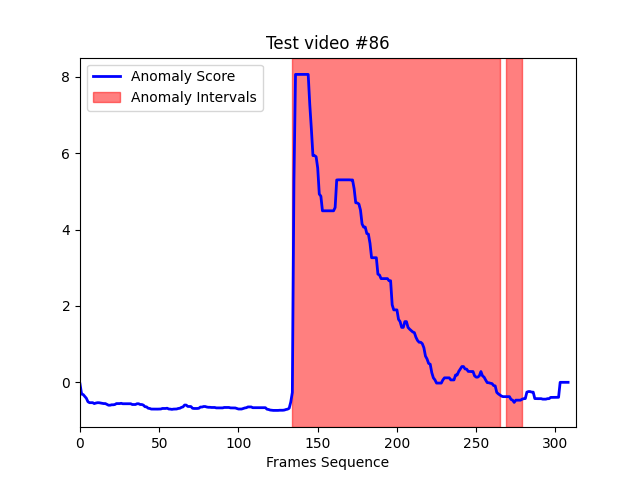 Test video #86
Anomaly Score
Anomaly Intervals
8
6
4
2
0
0 50 100 150 200 250 300
Frames Sequence